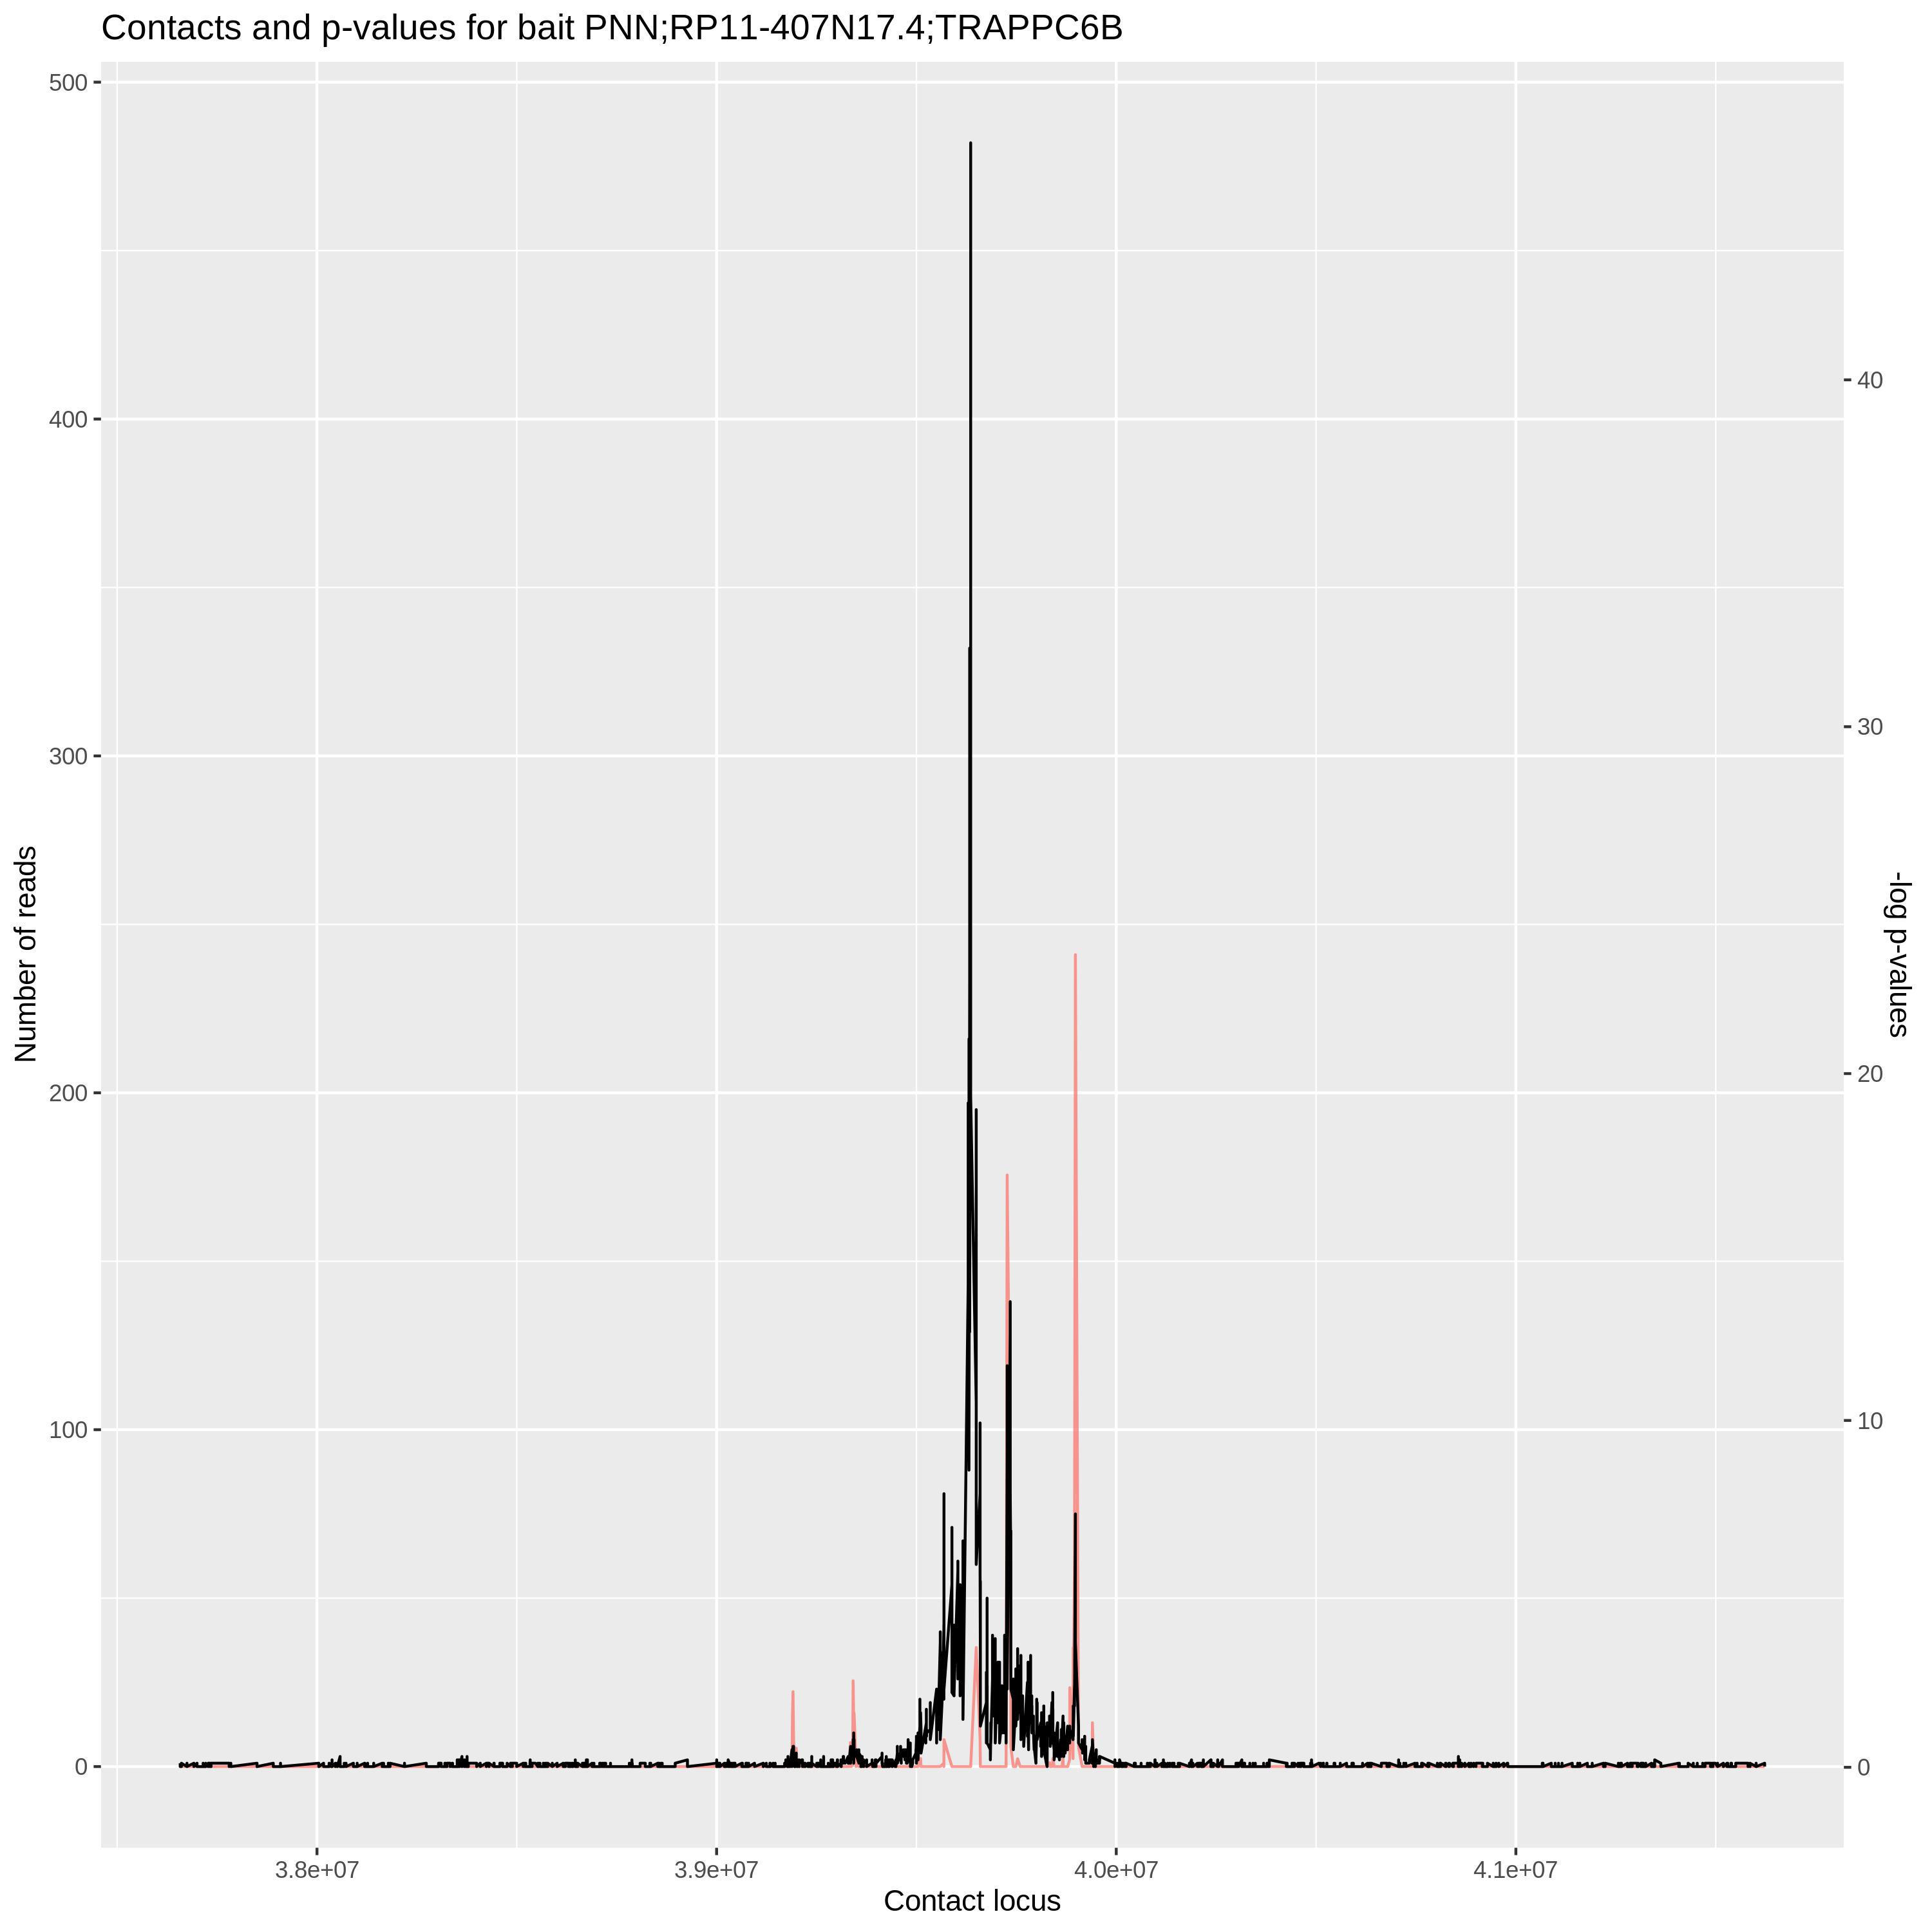 Contacts and p-values for bait PNN;RP11-407N17.4;TRAPPC6B
500
400
300
200
100
0
Number of reads
40
30
20
10
0
-log p-values
3.8e+07
3.9e+07
4.0e+07
4.1e+07
Contact locus